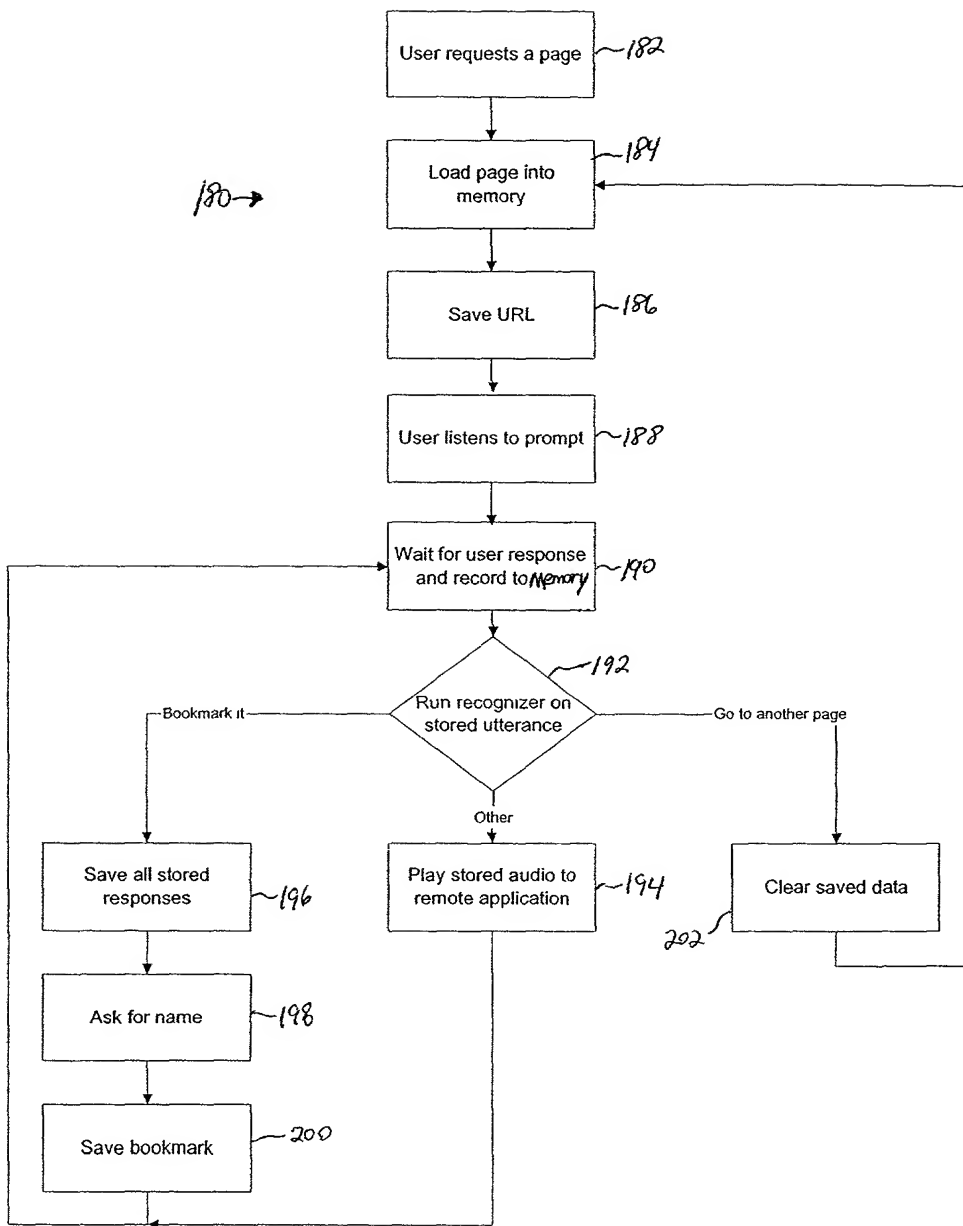 User requests a page
182
Load page into
memory
184
180
Save URL
186
User listens to prompt
188
Wait for user response
and record to Memory
190
192
Run recognizer on
stored utterance
Bookmark it
Go to another page
Other
Save all stored
responses
196
Play stored audio to
remote application
194
Clear saved data
202
Ask for name
198
Save bookmark
200